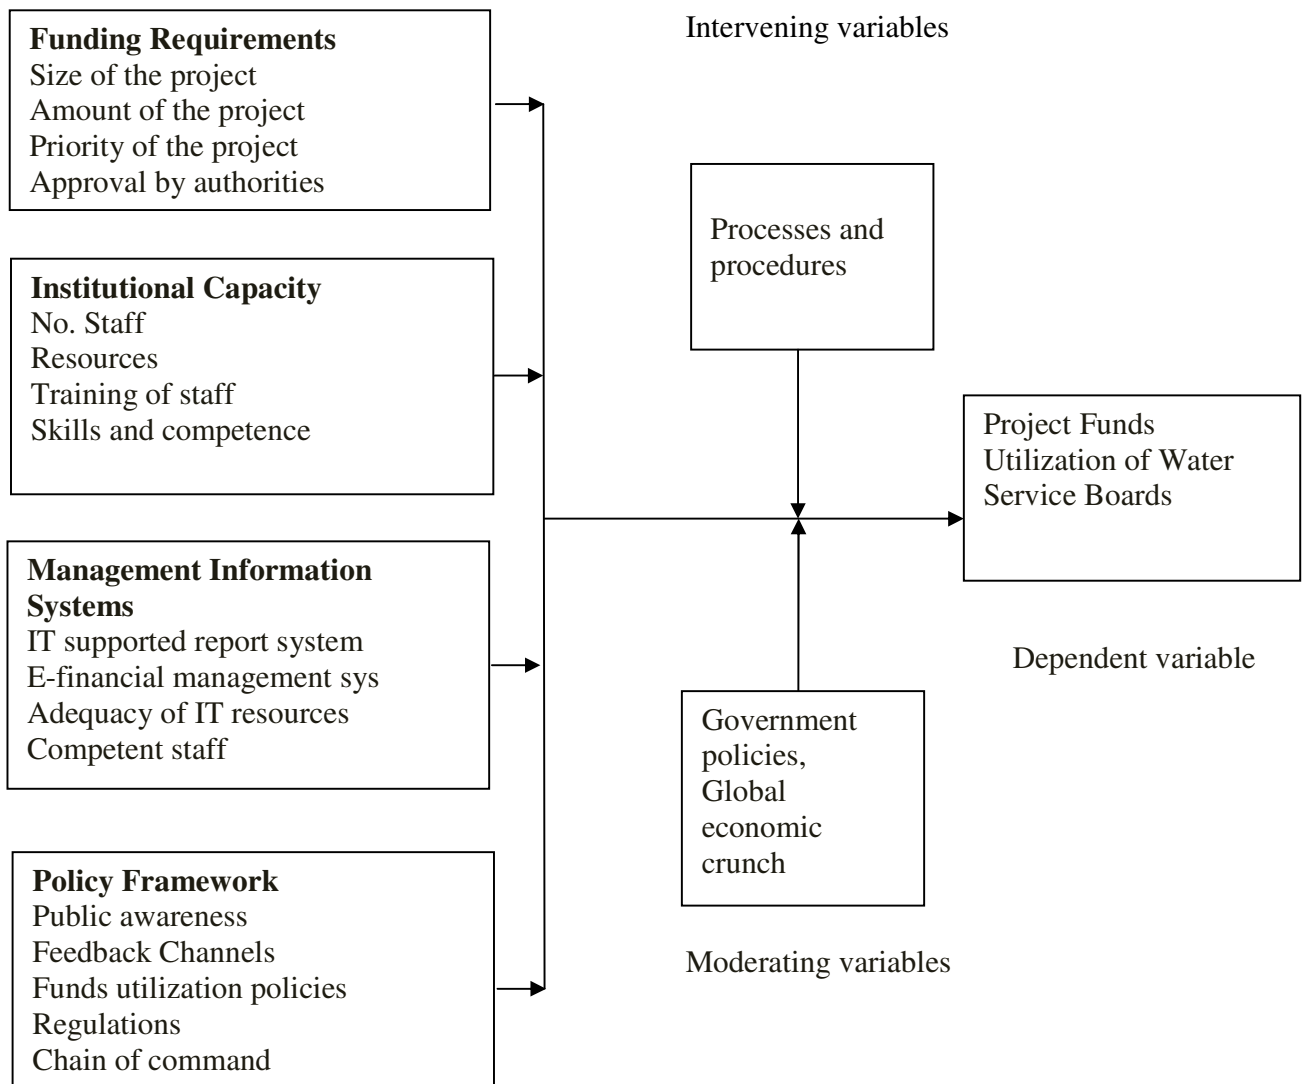 Funding Requirements
Size of the project
Amount of the project
Priority of the project
Approval by authorities
Institutional Capacity
No. Staff
Resources
Training of staff
Skills and competence
Management Information
Systems
IT supported report system
E-financial management sys
Adequacy of IT resources
Competent staff
Policy Framework
Public awareness
Feedback Channels
Funds utilization policies
Regulations
Chain of command
Intervening variables
Processes and
procedures
Government
policies,
Global
economic
crunch
Moderating variables
Project Funds
Utilization of Water
Service Boards
Dependent variable